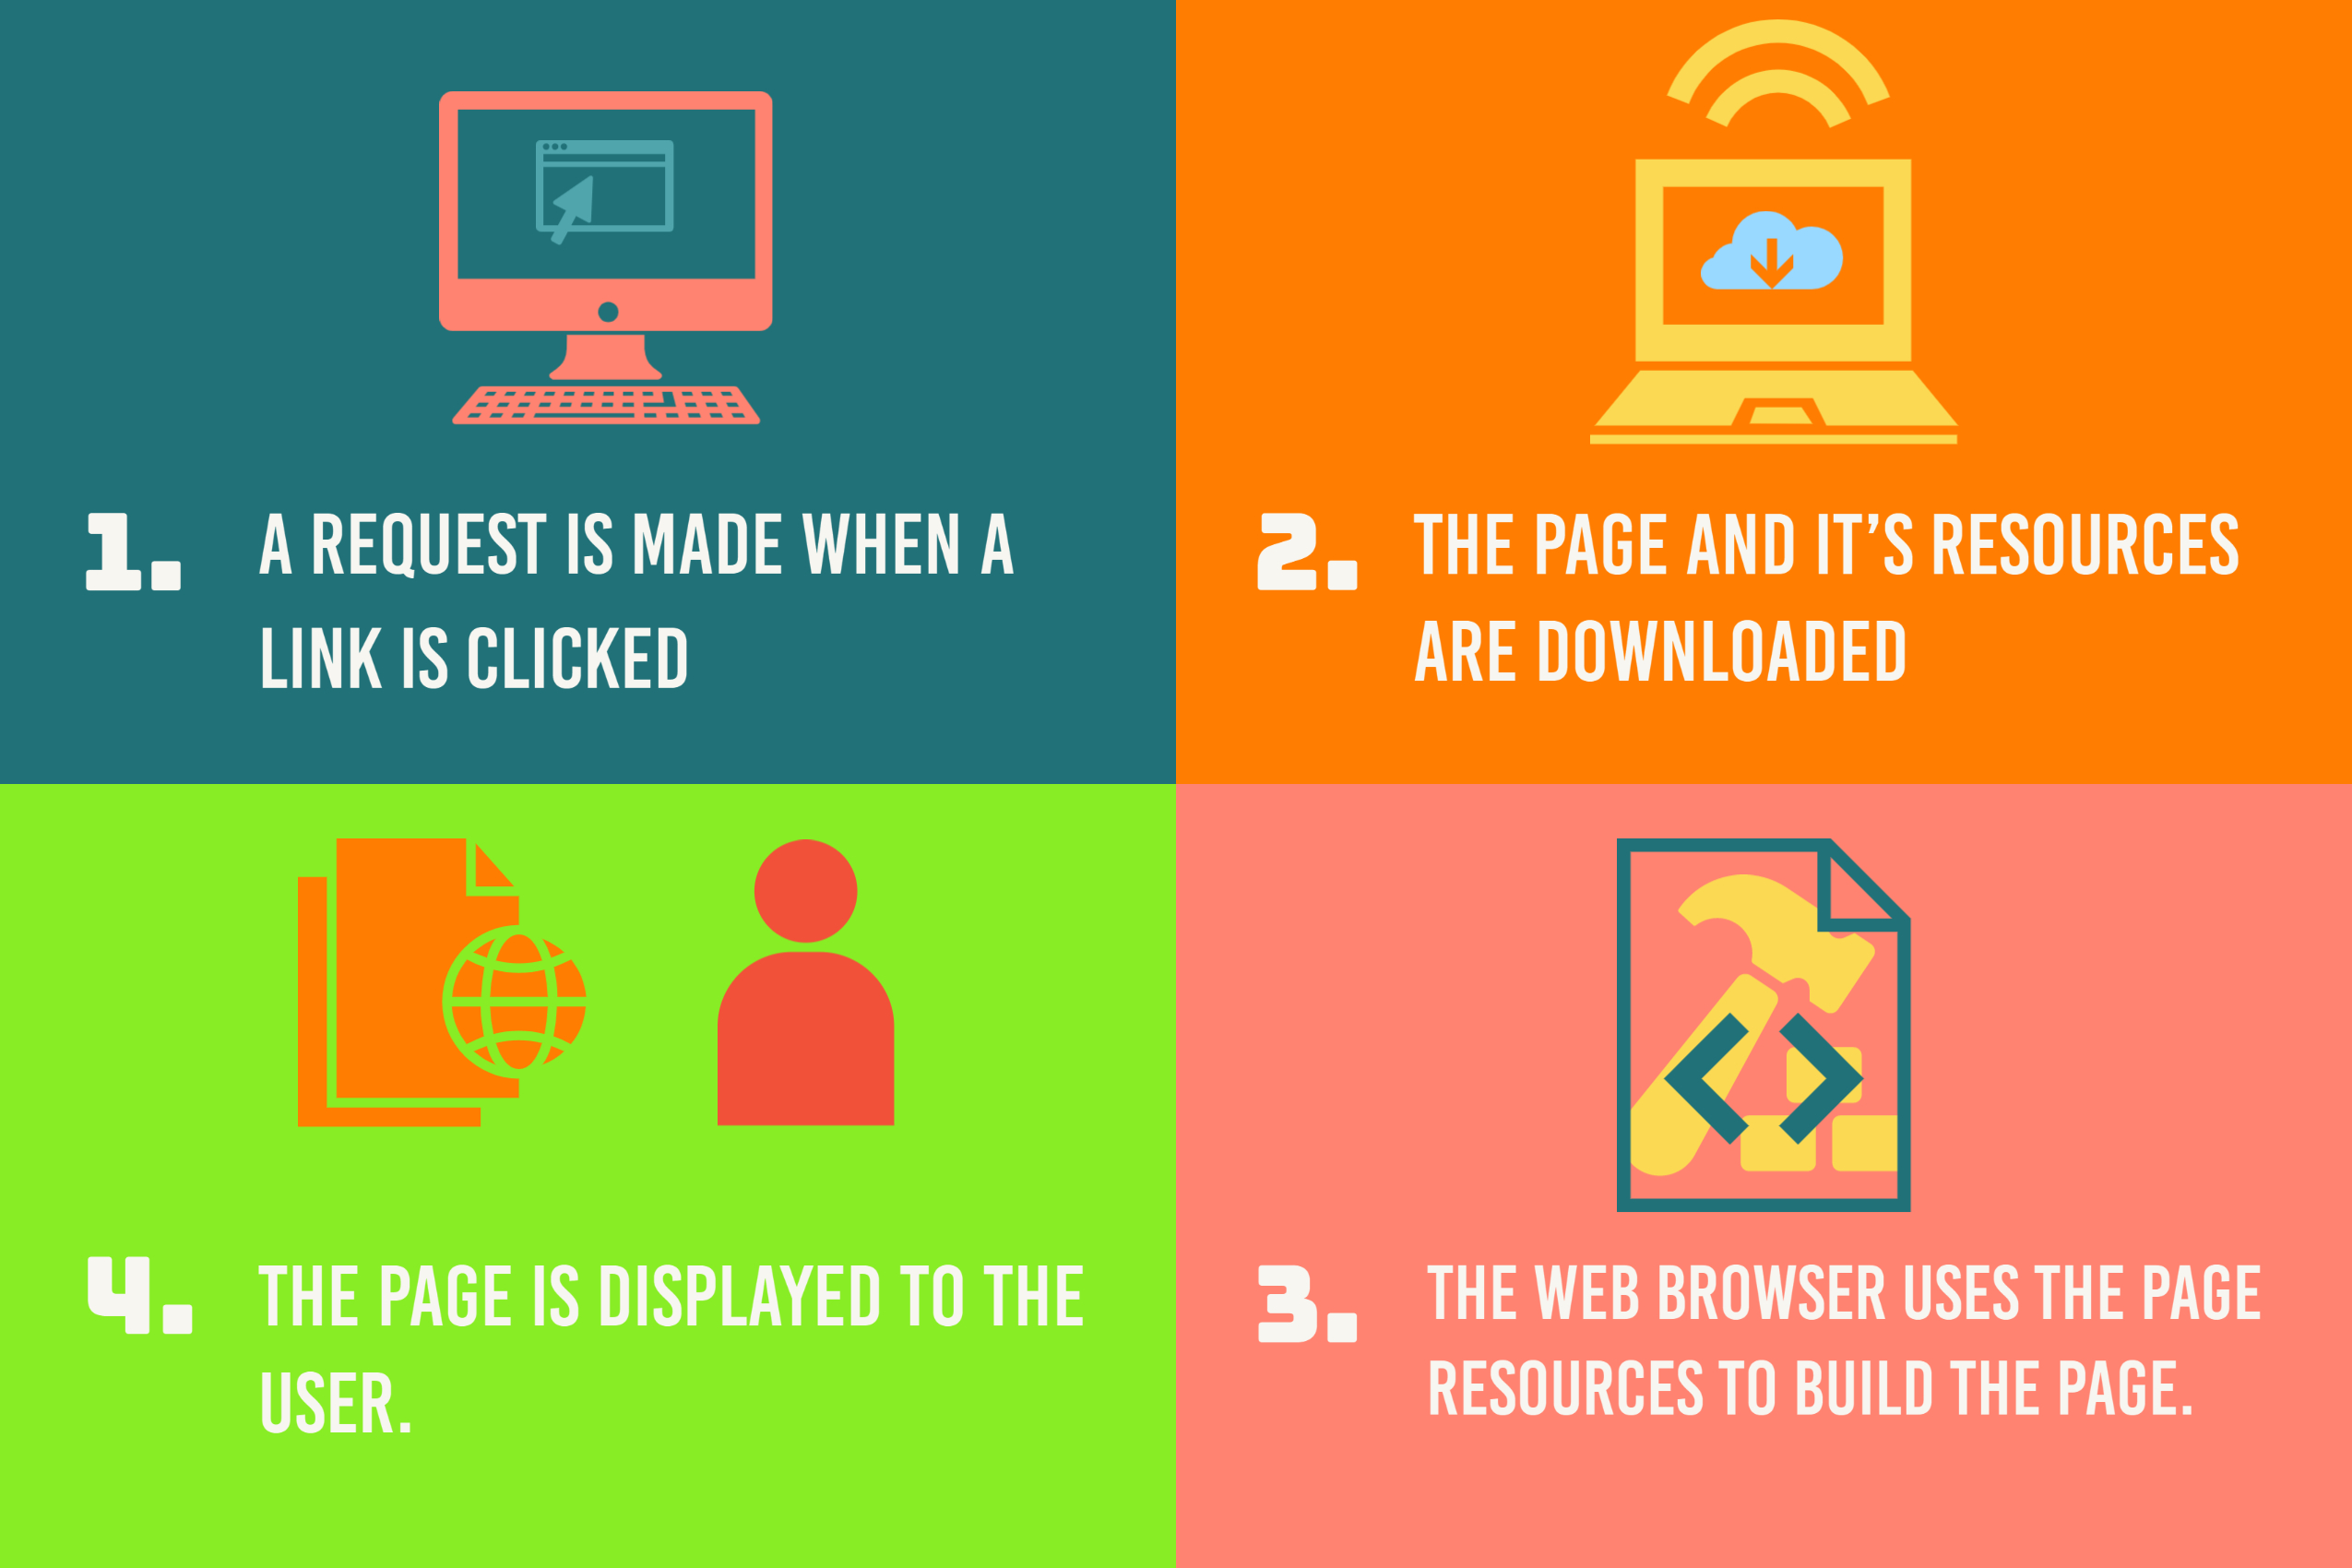 1. A REQUEST IS MADE WHEN A
LINK IS CLICKED
2. THE PAGE AND IT'S RESOURCES
ARE DOWNLOADED
3. THE WEB BROWSER USES THE PAGE
RESOURCES TO BUILD THE PAGE.
4. THE PAGE IS DISPLAYED TO THE
USER.